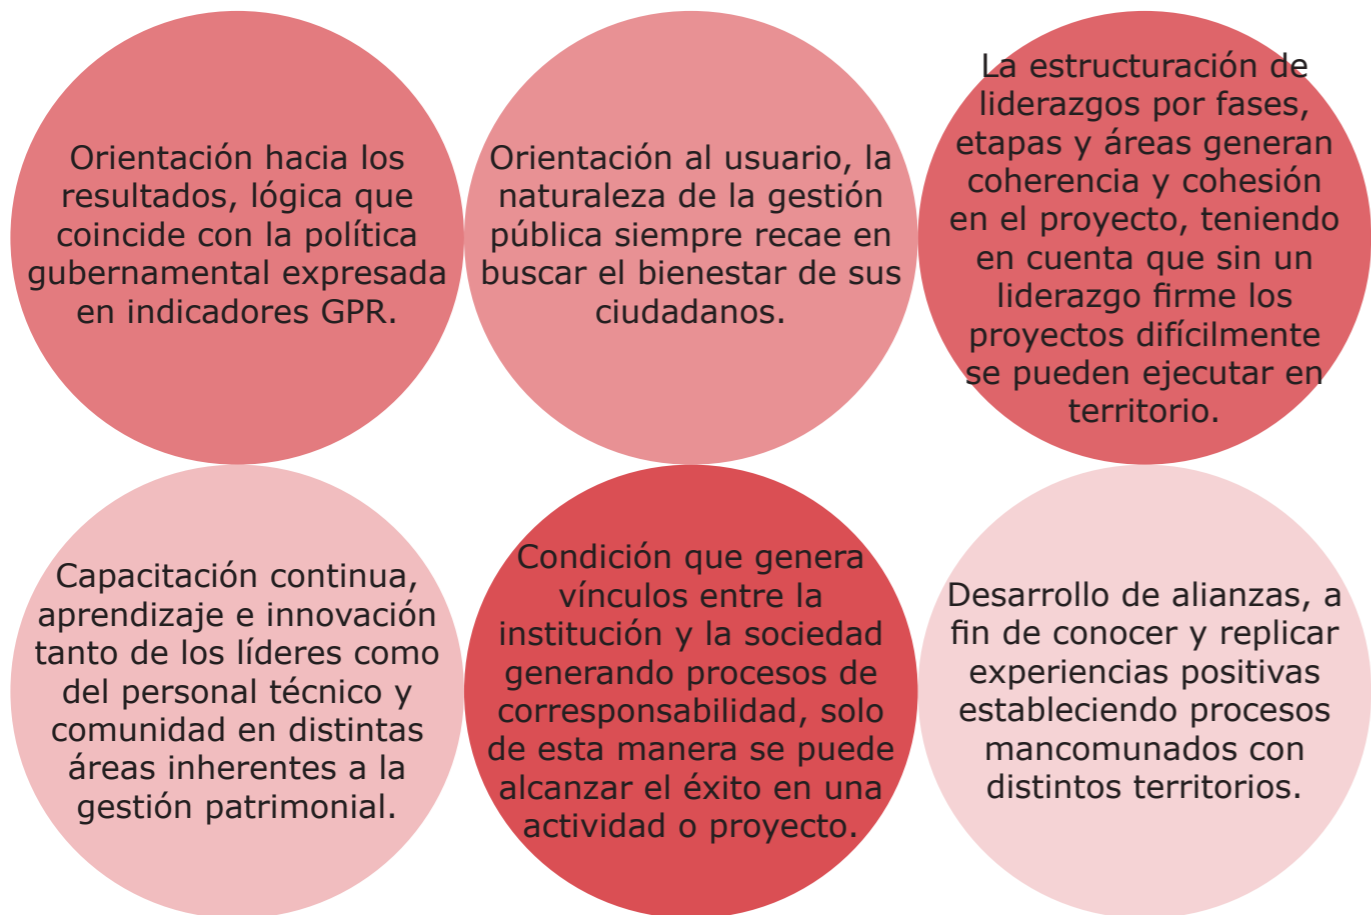 Orientación hacia los
resultados, lógica que
coincide con la política
gubernamental expresada
en indicadores GPR.
Orientación al usuario, la
naturaleza de la gestión
pública siempre recae en
buscar el bienestar de sus
ciudadanos.
La estructuración de
liderazgos por fases,
etapas y áreas generan
coherencia y cohesión
en el proyecto, teniendo
en cuenta que sin un
liderazgo firme los
proyectos difícilmente
se pueden ejecutar en
territorio.
Capacitación continua,
aprendizaje e innovación
tanto de los líderes como
del personal técnico y
comunidad en distintas
áreas inherentes a la
gestión patrimonial.
Condición que genera
vínculos entre la
institución y la sociedad
generando procesos de
corresponsabilidad, solo
de esta manera se puede
alcanzar el éxito en una
actividad o proyecto.
Desarrollo de alianzas, a
fin de conocer y replicar
experiencias positivas
estableciendo procesos
mancomunados con
distintos territorios.